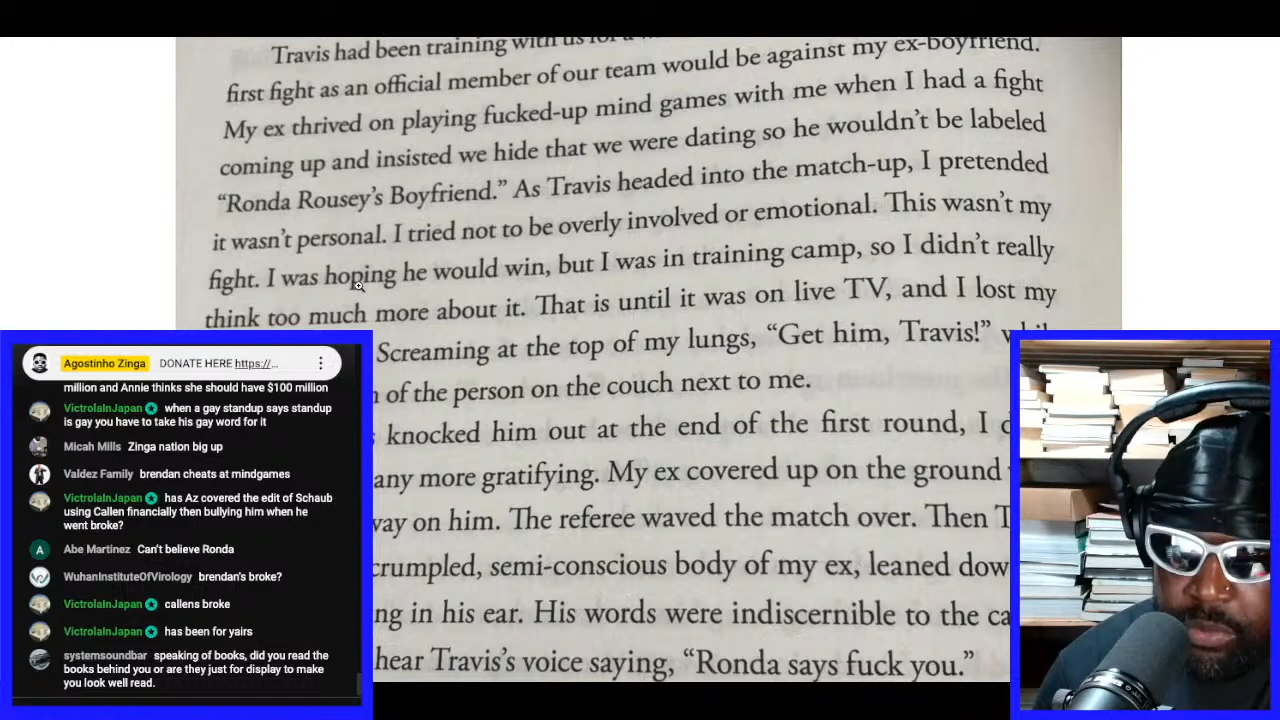 Travis had been training with us for a
first fight as an official member of our team would be against my ex-boyfriend.
My ex thrived on playing fucked-up mind games with me when I had a fight
coming up and insisted we hide that we were dating so he wouldn't be labeled
“Ronda Rousey's Boyfriend.” As Travis headed into the match-up, I pretended
it wasn't personal. I tried not to be overly involved or emotional. This wasn't my
fight. I was hoping he would win, but I was in training camp, so I didn't really
think too much more about it. That is until it was on live TV, and I lost my
Screaming at the top of my lungs, “Get him, Travis!”
of the person on the couch next to me.
knocked him out at the end of the first round, I
any more gratifying. My ex covered up on the ground
on him. The referee waved the match over. Then
crumpled, semi-conscious body of my ex, leaned
in his ear. His words were indiscernible to the
hear Travis's voice saying, “Ronda says fuck you.”
Agostinho Zinga DONATE HERE https://...
million and Annie thinks she should have $100 million
VictrolaInJapan when a gay standup says standup
is gay you have to take his gay word for it
Micah Mills Zinga nation big up
Valdez Family brendan cheats at mindgames
VictrolaInJapan has Az covered the edit of Schaub
using Callen financially then bullying him when he
went broke?
A Abe Martinez Can't believe Ronda
WuhanInstituteOfVirology brendan's broke?
VictrolaInJapan callens broke
VictrolaInJapan has been for yairs
systemsoundbar speaking of books, did you read the
books behind you or are they just for display to make
you look well read.